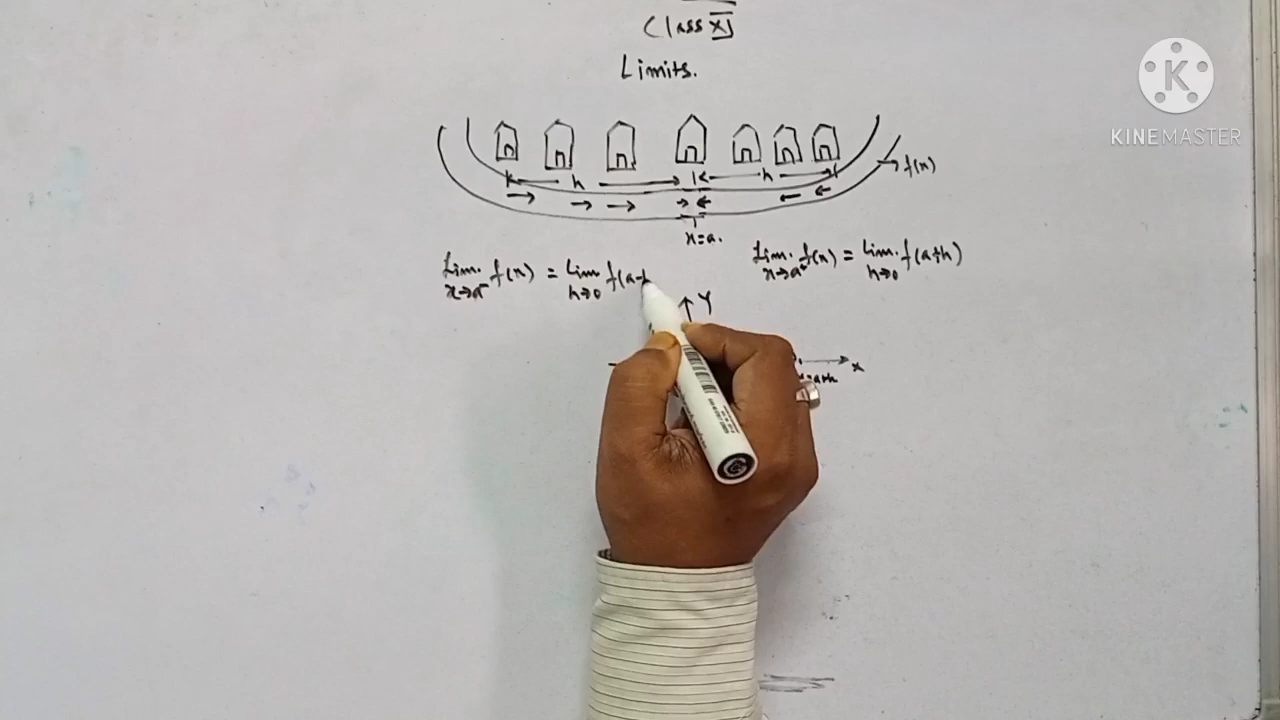 Class XI
Limits.
h h
f(x)
x=a.
Lim. x→a⁻ f(x) = Lim h→0 f(a-h
Lim. x→a⁺ f(x) = Lim. h→0 f(a+h)
Y
x
a+h
KINEMASTER